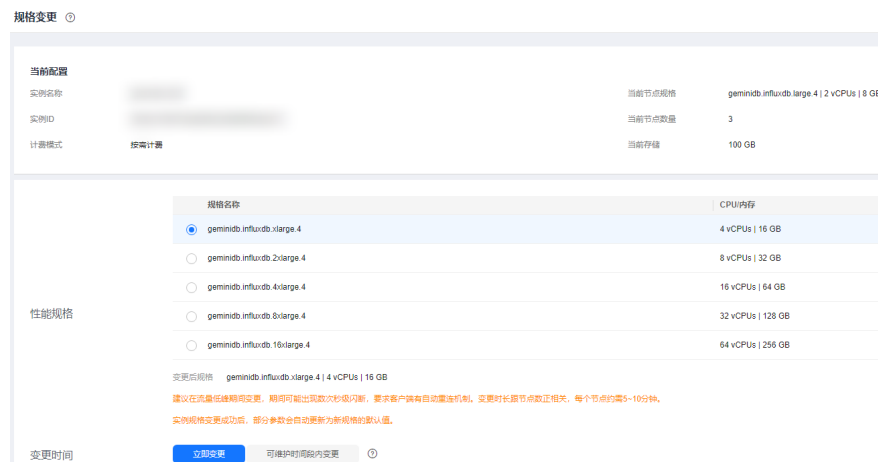 规格变更
当前配置
实例名称
当前节点规格 geminidb.influxdb.large.4 | 2 vCPUs | 8 GB
实例ID
当前节点数量 3
计费模式 按需计费
当前存储 100 GB
规格名称 CPU/内存
geminidb.influxdb.xlarge.4 4 vCPUs | 16 GB
geminidb.influxdb.2xlarge.4 8 vCPUs | 32 GB
geminidb.influxdb.4xlarge.4 16 vCPUs | 64 GB
性能规格
geminidb.influxdb.8xlarge.4 32 vCPUs | 128 GB
geminidb.influxdb.16xlarge.4 64 vCPUs | 256 GB
变更后规格 geminidb.influxdb.xlarge.4 | 4 vCPUs | 16 GB
建议在流量低峰期间变更，期间可能出现数次秒级闪断，要求客户端有自动重连机制。变更时长跟节点数正相关，每个节点约需5~10分钟。
实例规格变更成功后，部分参数会自动更新为新规格的默认值。
变更时间 立即变更 可维护时间段内变更